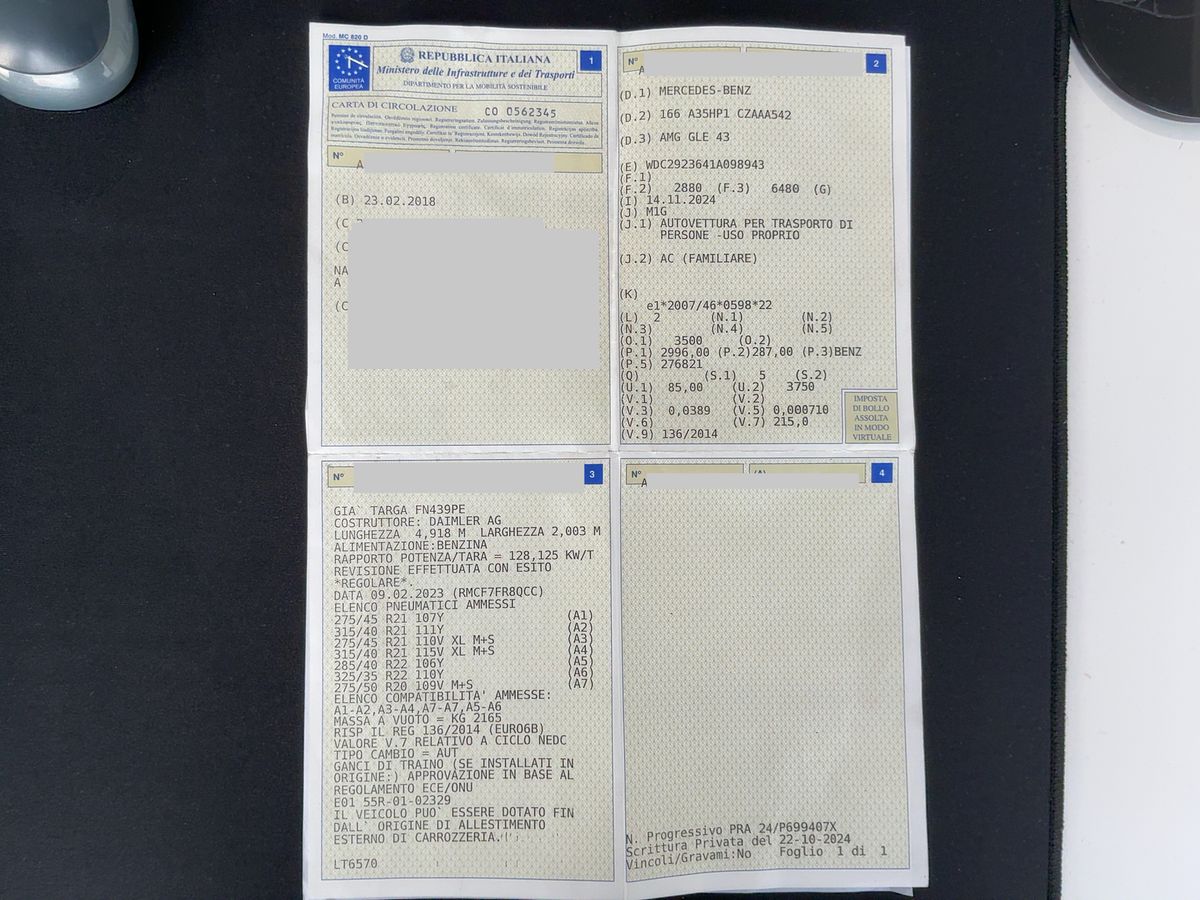 Mod. MC 820 D
COMUNITÀ
EUROPEA
REPUBBLICA ITALIANA
Ministero delle Infrastrutture e dei Trasporti
DIPARTIMENTO PER LA MOBILITÀ SOSTENIBILE
1
CARTA DI CIRCOLAZIONE CO 0562345
N°
A
(B) 23.02.2018
(C
(C
NA
A
(C
N°
2
A
(D.1) MERCEDES-BENZ
(D.2) 166 A35HP1 CZAAA542
(D.3) AMG GLE 43
(E) WDC2923641A098943
(F.1)
(F.2) 2880 (F.3) 6480 (G)
(I) 14.11.2024
(J) M1G
(J.1) AUTOVETTURA PER TRASPORTO DI
PERSONE -USO PROPRIO
(J.2) AC (FAMILIARE)
(K)
e1*2007/46*0598*22
(L) 2 (N.1) (N.2)
(N.3) (N.4) (N.5)
(O.1) 3500 (O.2)
(P.1) 2996,00 (P.2)287,00 (P.3)BENZ
(P.5) 276821
(Q) (S.1) 5 (S.2)
(U.1) 85,00 (U.2) 3750
(V.1) (V.2)
(V.3) 0,0389 (V.5) 0,000710
(V.6) (V.7) 215,0
(V.9) 136/2014
IMPOSTA
DI BOLLO
ASSOLTA
IN MODO
VIRTUALE
N°
3
GIA` TARGA FN439PE
COSTRUTTORE: DAIMLER AG
LUNGHEZZA 4,918 M LARGHEZZA 2,003 M
ALIMENTAZIONE:BENZINA
RAPPORTO POTENZA/TARA = 128,125 KW/T
REVISIONE EFFETTUATA CON ESITO
*REGOLARE*.
DATA 09.02.2023 (RMCF7FR8QCC)
ELENCO PNEUMATICI AMMESSI
275/45 R21 107Y (A1)
315/40 R21 111Y (A2)
275/45 R21 110V XL M+S (A3)
315/40 R21 115V XL M+S (A4)
285/40 R22 106Y (A5)
325/35 R22 110Y (A6)
275/50 R20 109V M+S (A7)
ELENCO COMPATIBILITA' AMMESSE:
A1-A2,A3-A4,A7-A7,A5-A6
MASSA A VUOTO = KG 2165
RISP IL REG 136/2014 (EURO6B)
VALORE V.7 RELATIVO A CICLO NEDC
TIPO CAMBIO = AUT
GANCI DI TRAINO (SE INSTALLATI IN
ORIGINE:) APPROVAZIONE IN BASE AL
REGOLAMENTO ECE/ONU
E01 55R-01-02329
IL VEICOLO PUO` ESSERE DOTATO FIN
DALL` ORIGINE DI ALLESTIMENTO
ESTERNO DI CARROZZERIA.
LT6570
N°
(A)
4
A
N. Progressivo PRA 24/P699407X
Scrittura Privata del 22-10-2024
Vincoli/Gravami:No Foglio 1 di 1